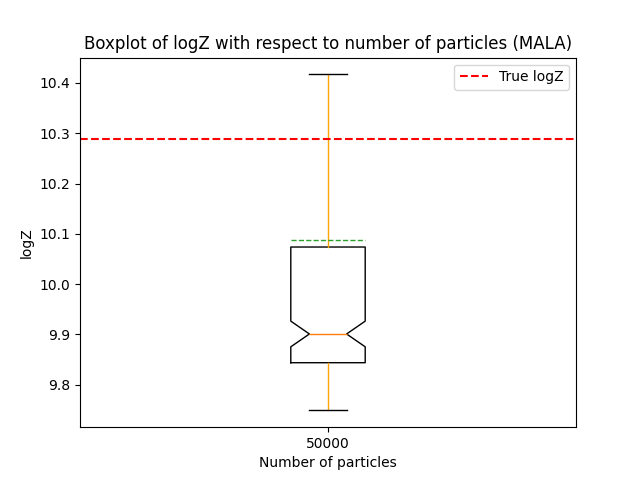 Boxplot of logZ with respect to number of particles (MALA)
True logZ
10.4
10.3
10.2
10.1
10.0
9.9
9.8
logZ
50000
Number of particles